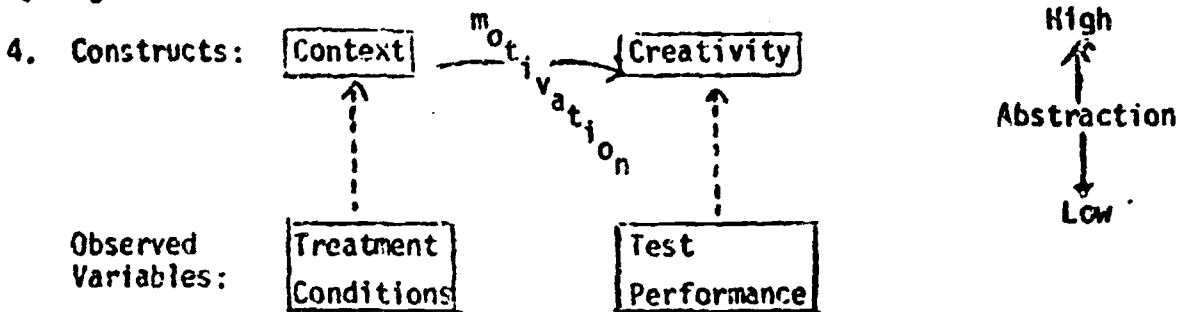 4. Constructs: Context motivation Creativity
High
Abstraction
Low
Observed Variables:
Treatment Conditions
Test Performance